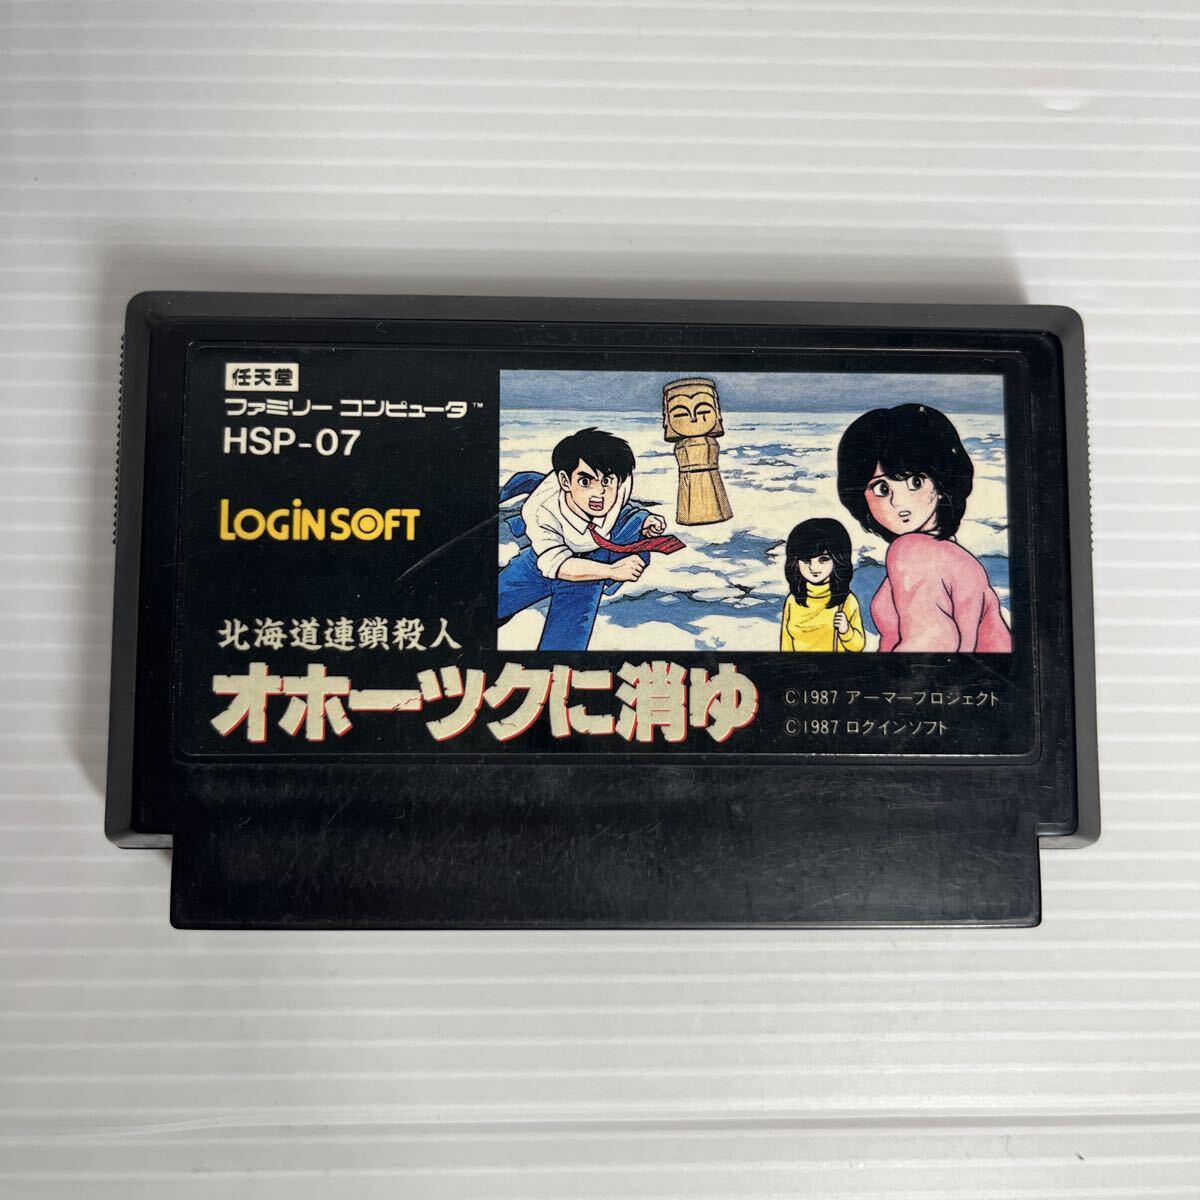 任天堂
ファミリー コンピュータ™
HSP-07
LOGiNSOFT
北海道連鎖殺人
オホーツクに消ゆ
©1987 アーマープロジェクト
©1987 ログインソフト